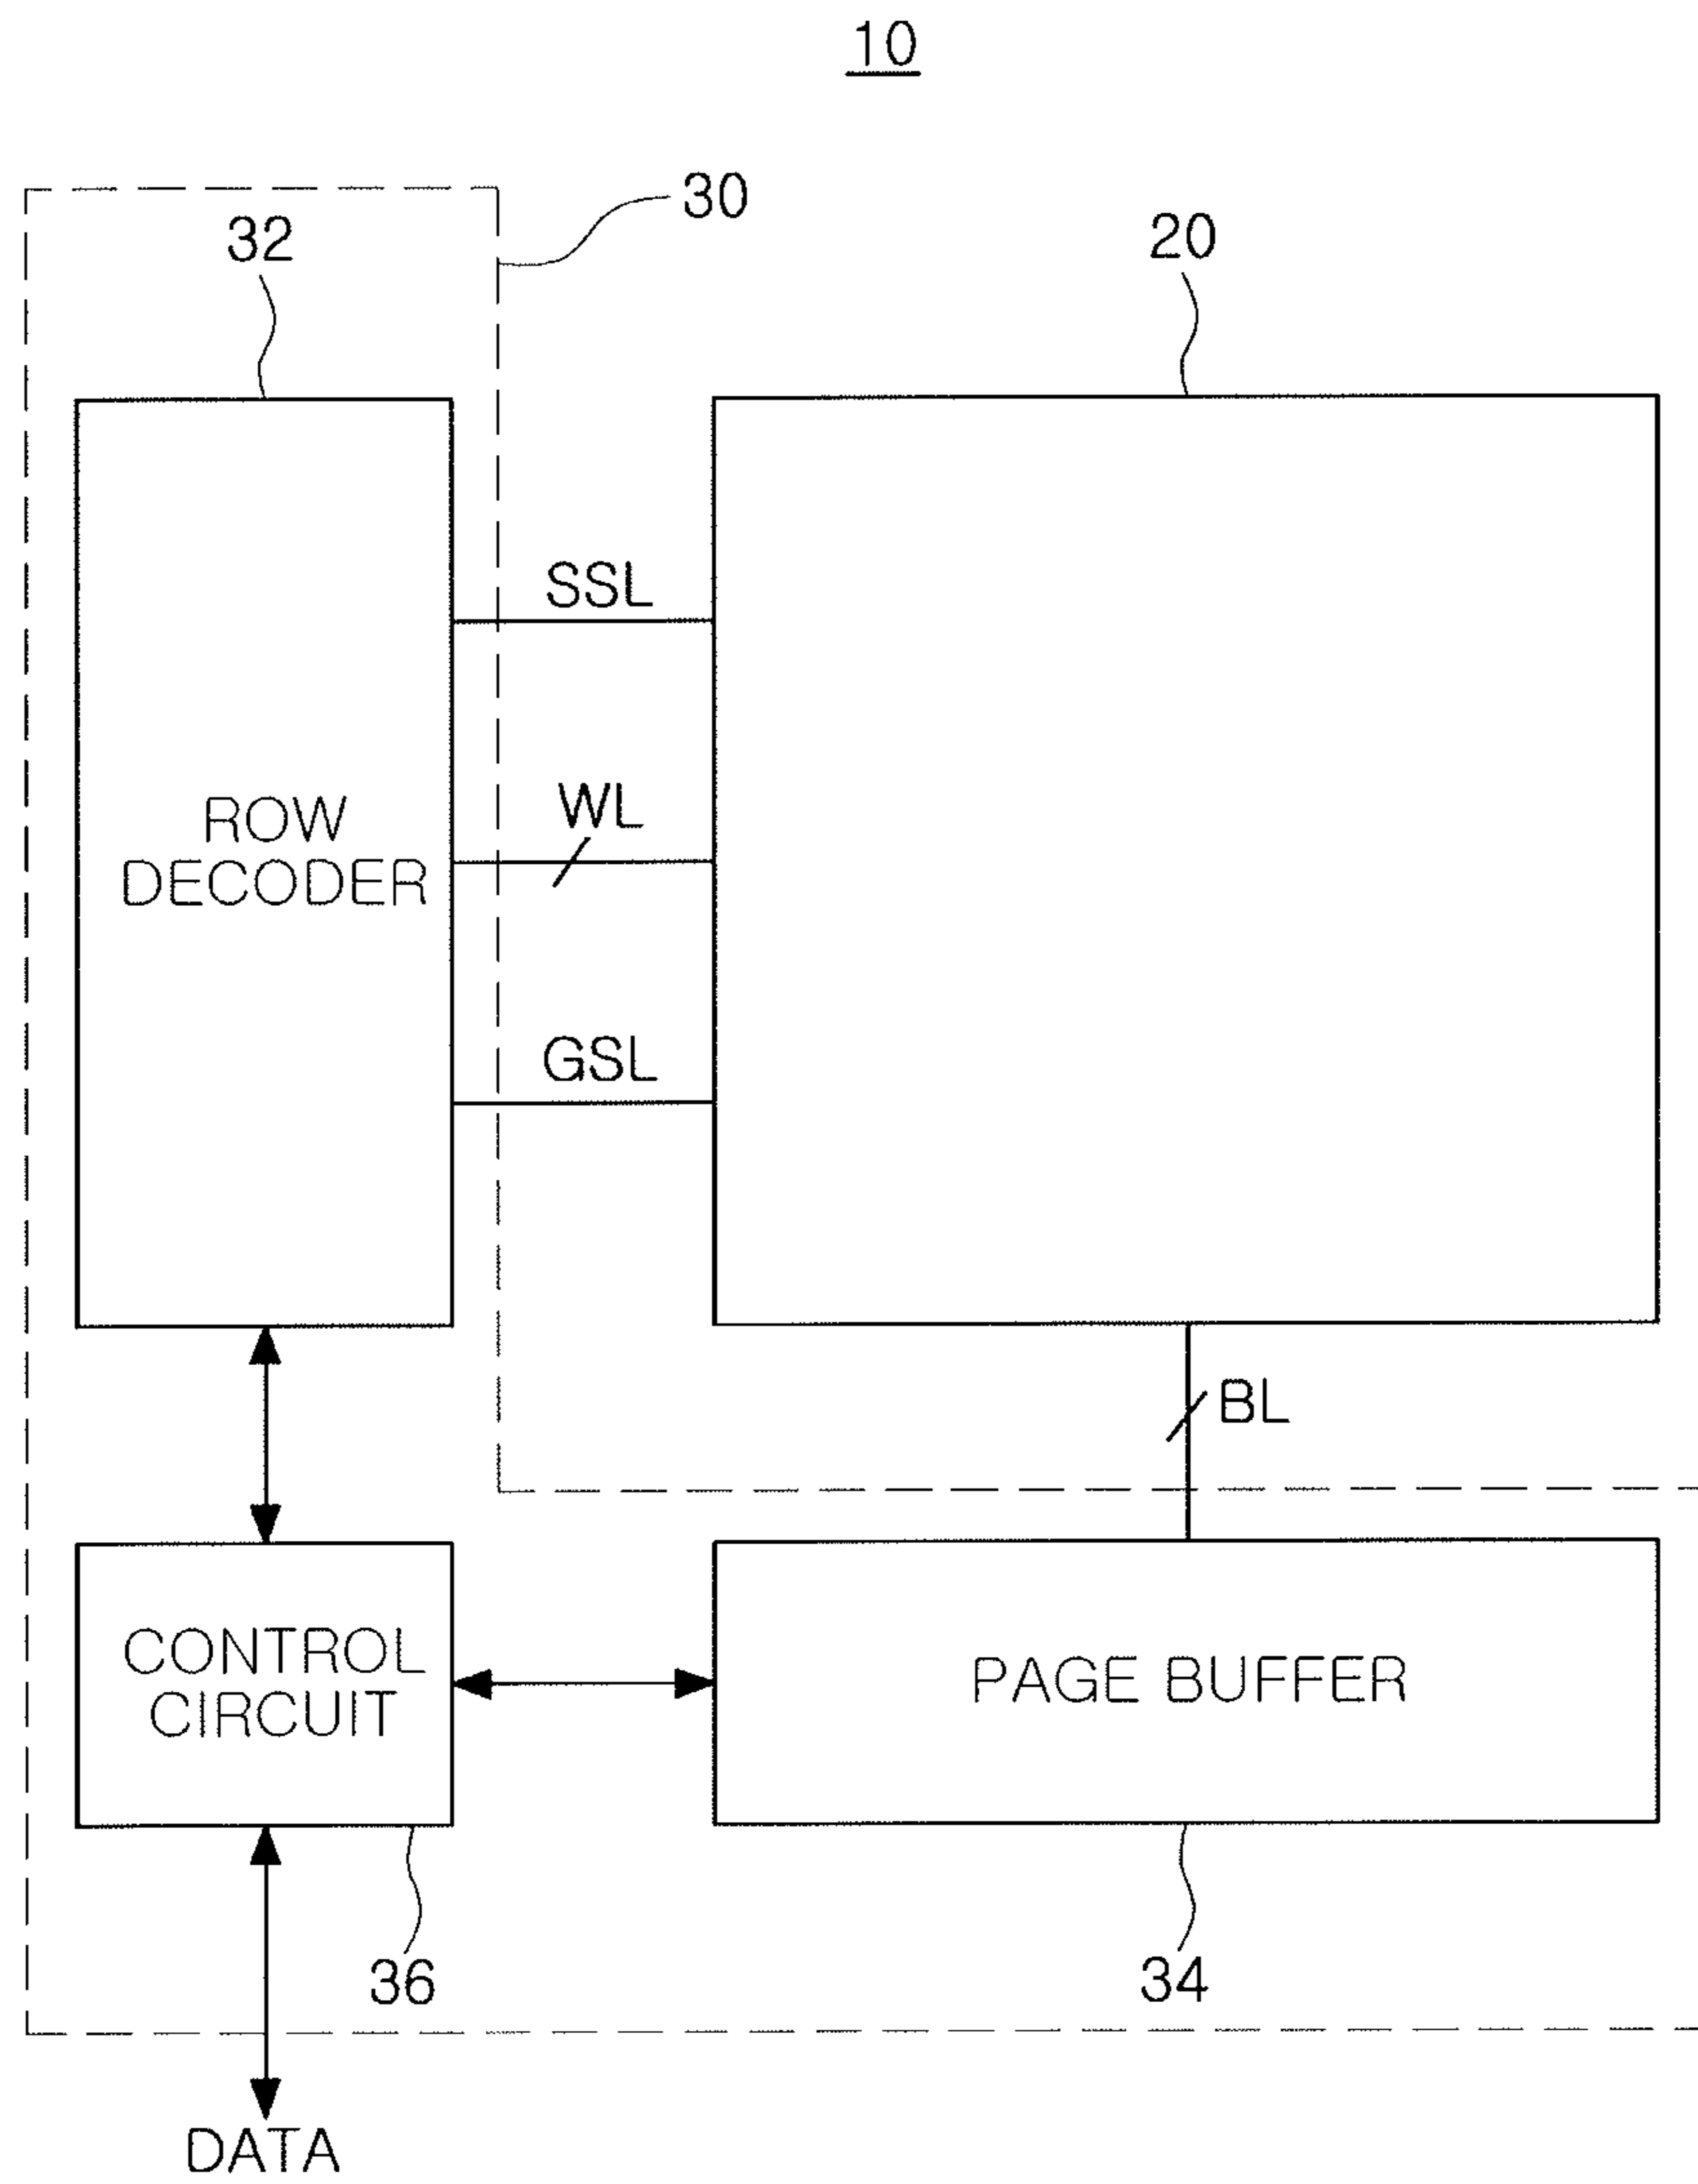 10
30
32
20
SSL
WL
GSL
ROW
DECODER
BL
CONTROL
CIRCUIT
PAGE BUFFER
36
34
DATA